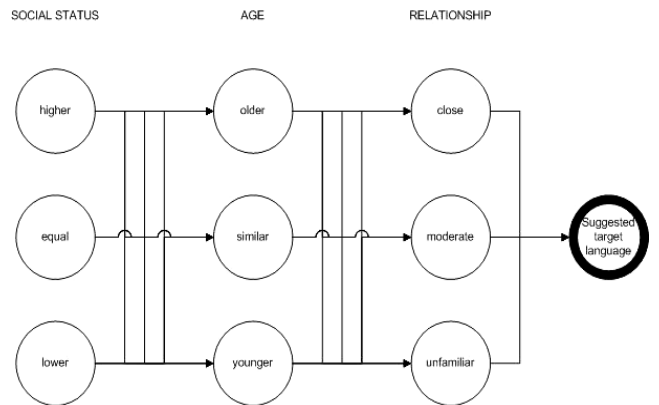 SOCIAL STATUS AGE RELATIONSHIP
higher older close
equal similar moderate
Suggested
target
language
lower younger unfamiliar